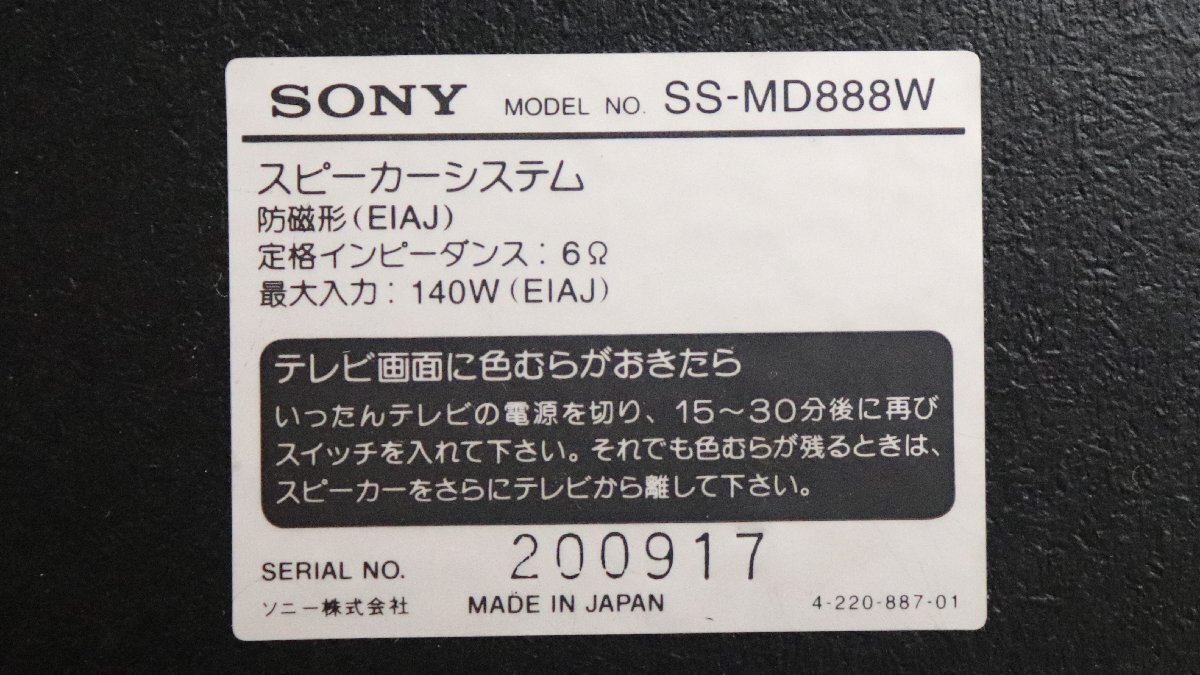 SONY MODEL NO. SS-MD888W
スピーカーシステム
防磁形(EIAJ)
定格インピーダンス:6Ω
最大入力:140W(EIAJ)
テレビ画面に色むらがおきたら
いったんテレビの電源を切り、15〜30分後に再び
スイッチを入れて下さい。それでも色むらが残るときは、
スピーカーをさらにテレビから離して下さい。
SERIAL NO. 200917
ソニー株式会社 MADE IN JAPAN 4-220-887-01